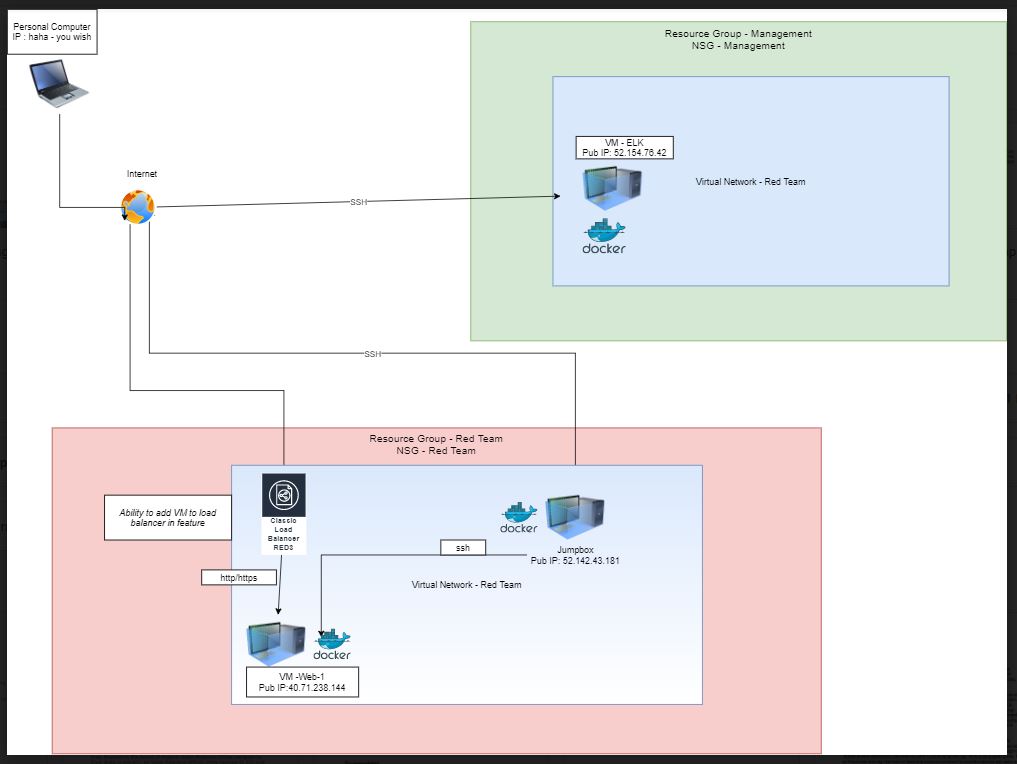 Personal Computer
IP : haha - you wish
Resource Group - Management
NSG - Management
VM - ELK
Pub IP: 52.154.76.42
Virtual Network - Red Team
docker
Internet
SSH
SSH
Resource Group - Red Team
NSG - Red Team
Ability to add VM to load
balancer in feature
Classic
Load
Balancer
RED3
docker
Jumpbox
Pub IP: 52.142.43.181
ssh
http/https
Virtual Network - Red Team
docker
VM -Web-1
Pub IP:40.71.238.144